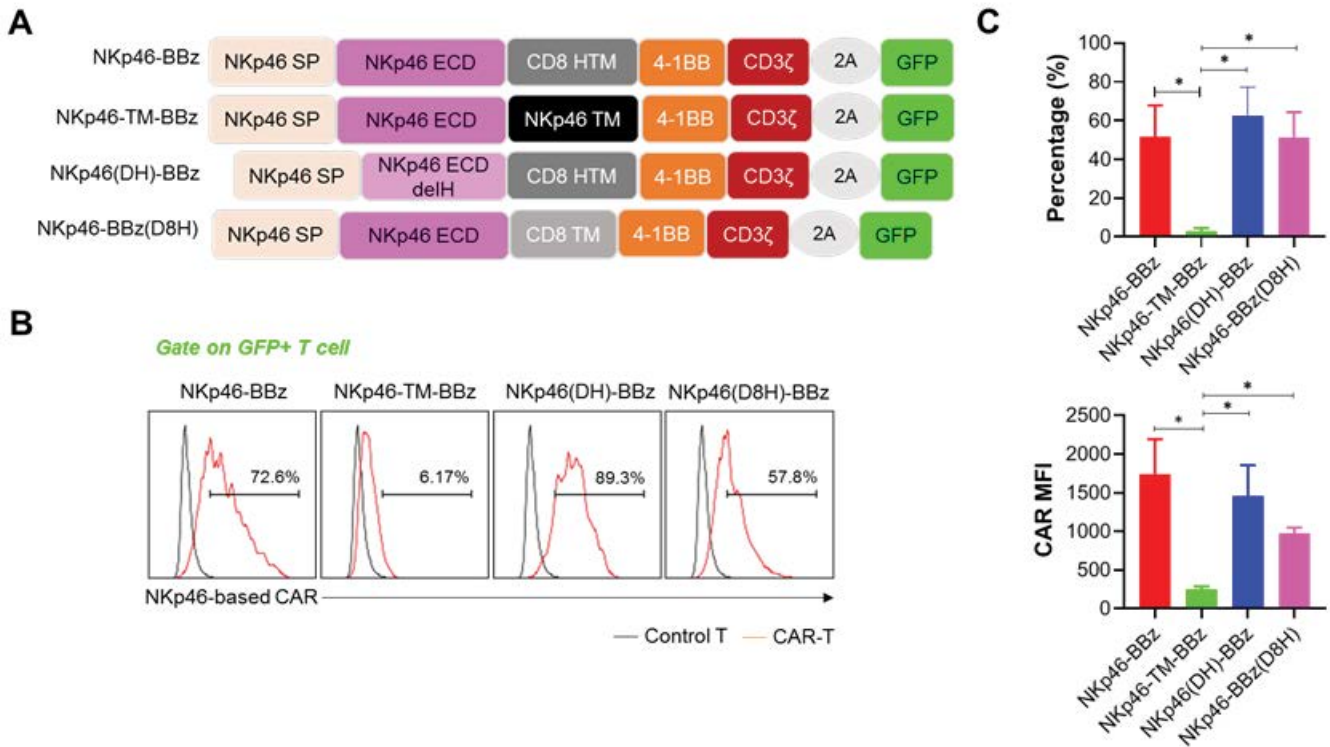 A
NKp46-BBz NKp46 SP NKp46 ECD CD8 HTM 4-1BB CD3ζ 2A GFP
NKp46-TM-BBz NKp46 SP NKp46 ECD NKp46 TM 4-1BB CD3ζ 2A GFP
NKp46(DH)-BBz NKp46 SP NKp46 ECD delH CD8 HTM 4-1BB CD3ζ 2A GFP
NKp46-BBz(D8H) NKp46 SP NKp46 ECD CD8 TM 4-1BB CD3ζ 2A GFP
B
Gate on GFP+ T cell
NKp46-BBz NKp46-TM-BBz NKp46(DH)-BBz NKp46(D8H)-BBz
72.6% 6.17% 89.3% 57.8%
NKp46-based CAR
Control T CAR-T
C
Percentage (%)
100
80
60
40
20
0
* * *
NKp46-BBz
NKp46-TM-BBz
NKp46(DH)-BBz
NKp46-BBz(D8H)
CAR MFI
2500
2000
1500
1000
500
0
* * *
NKp46-BBz
NKp46-TM-BBz
NKp46(DH)-BBz
NKp46-BBz(D8H)